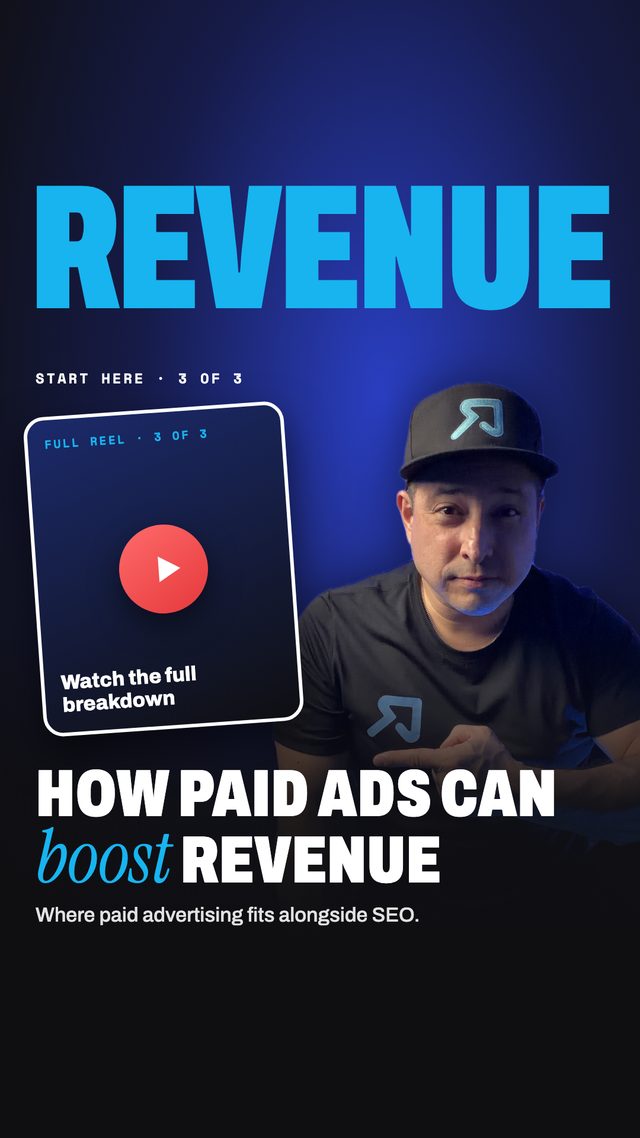 REVENUE
START HERE · 3 OF 3
FULL REEL · 3 OF 3
Watch the full
breakdown
HOW PAID ADS CAN
boost REVENUE
Where paid advertising fits alongside SEO.